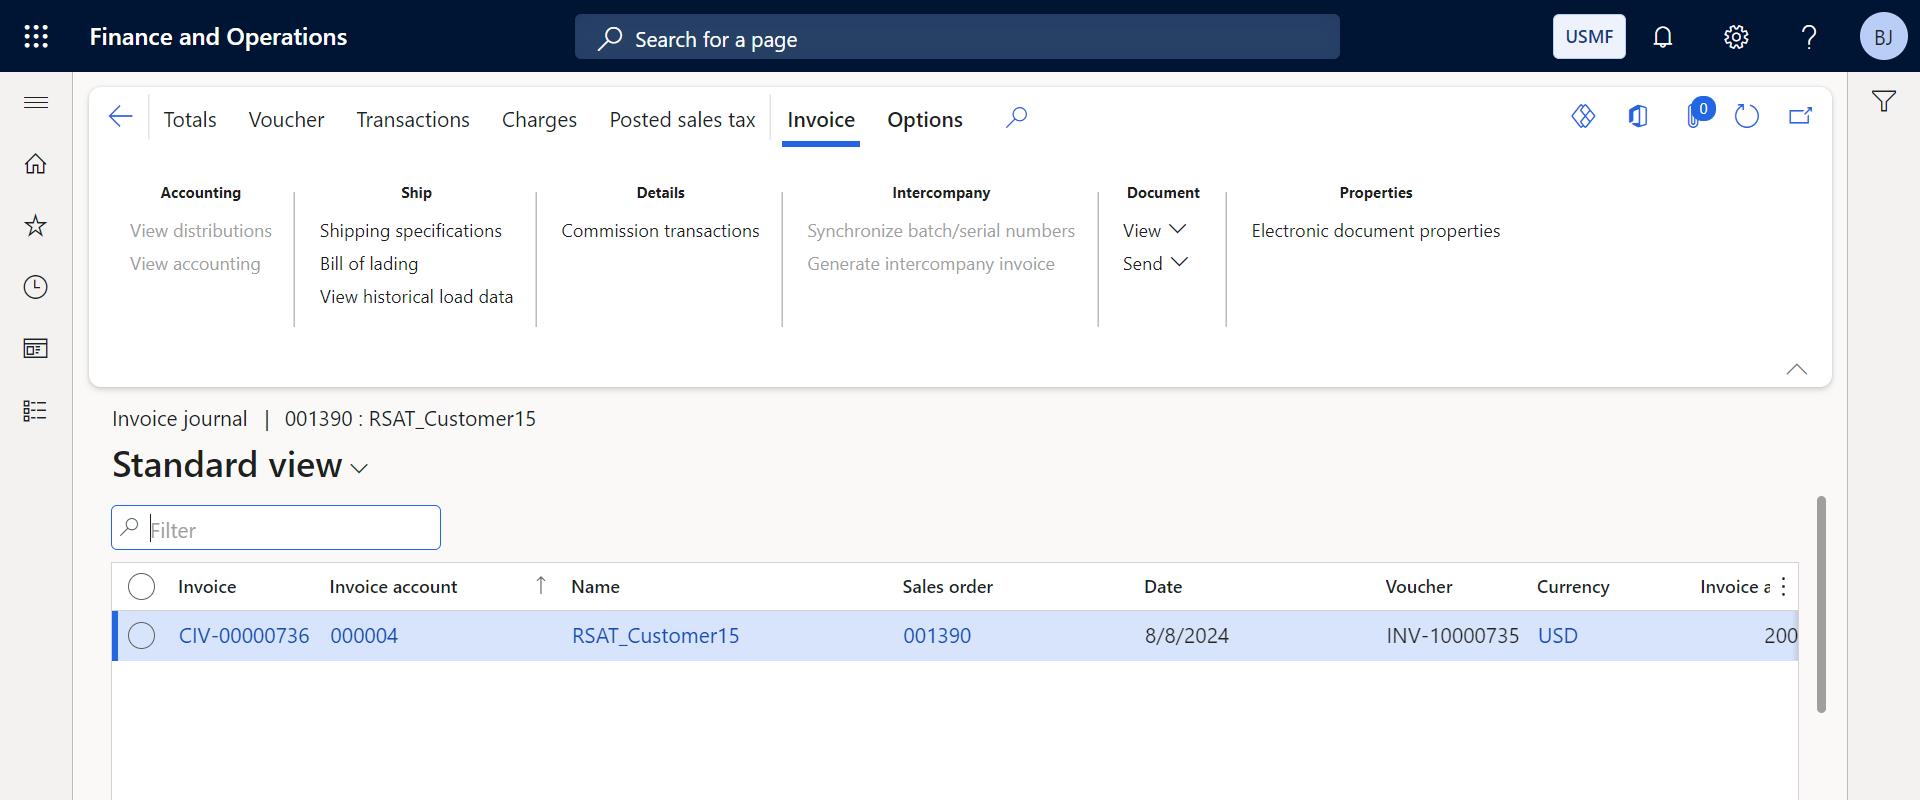 Finance and Operations
Search for a page
USMF
BJ
Totals Voucher Transactions Charges Posted sales tax Invoice Options
0
Accounting
View distributions
View accounting
Ship
Shipping specifications
Bill of lading
View historical load data
Details
Commission transactions
Intercompany
Synchronize batch/serial numbers
Generate intercompany invoice
Document
View
Send
Properties
Electronic document properties
Invoice journal | 001390 : RSAT_Customer15
Standard view
Filter
Invoice Invoice account Name Sales order Date Voucher Currency Invoice a
CIV-00000736 000004 RSAT_Customer15 001390 8/8/2024 INV-10000735 USD 200